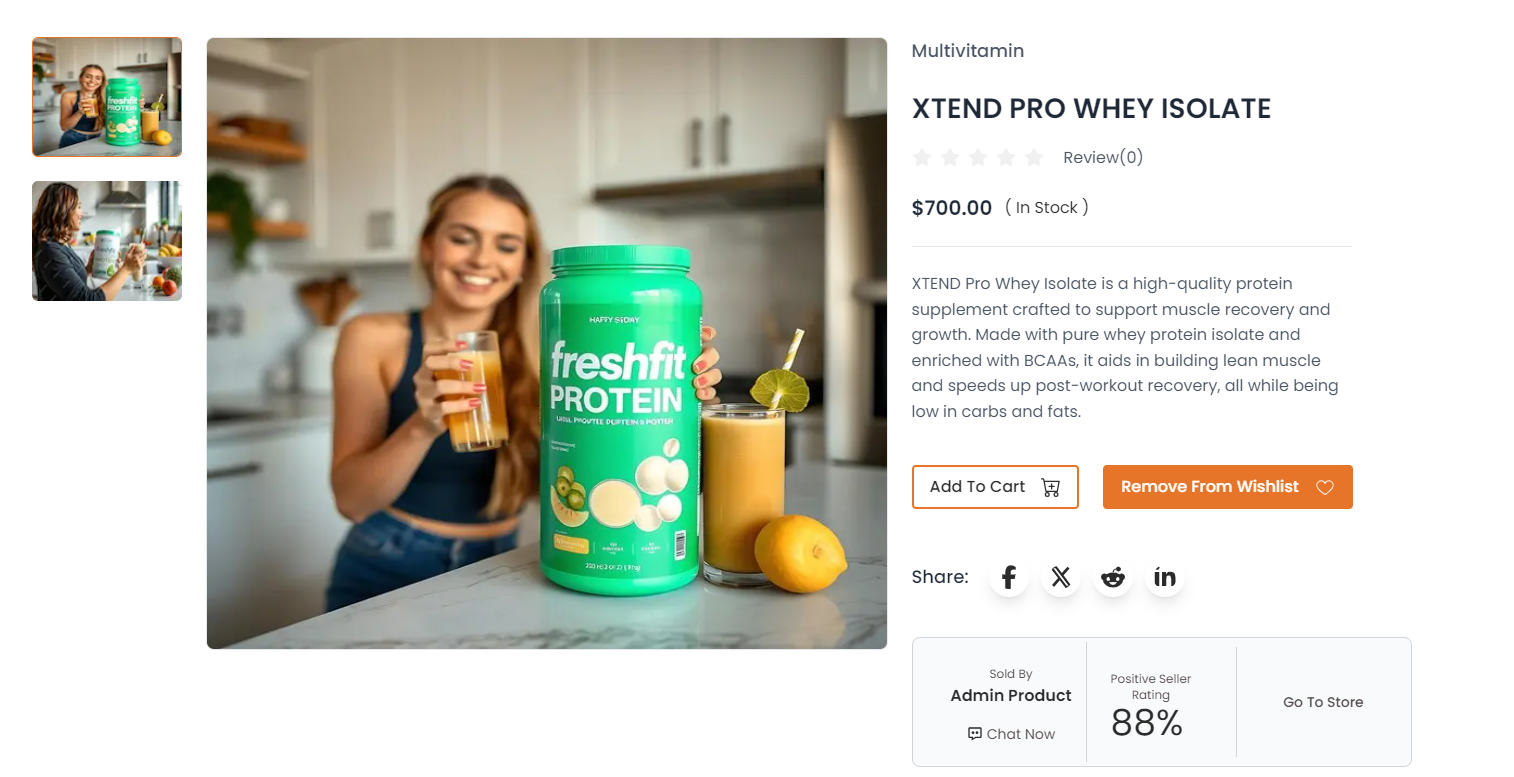 Multivitamin
XTEND PRO WHEY ISOLATE
Review(0)
$700.00 ( In Stock )
XTEND Pro Whey Isolate is a high-quality protein
supplement crafted to support muscle recovery and
growth. Made with pure whey protein isolate and
enriched with BCAAs, it aids in building lean muscle
and speeds up post-workout recovery, all while being
low in carbs and fats.
Add To Cart
Remove From Wishlist
Share:
Sold By
Admin Product
Chat Now
Positive Seller
Rating
88%
Go To Store
freshfit
PROTEIN